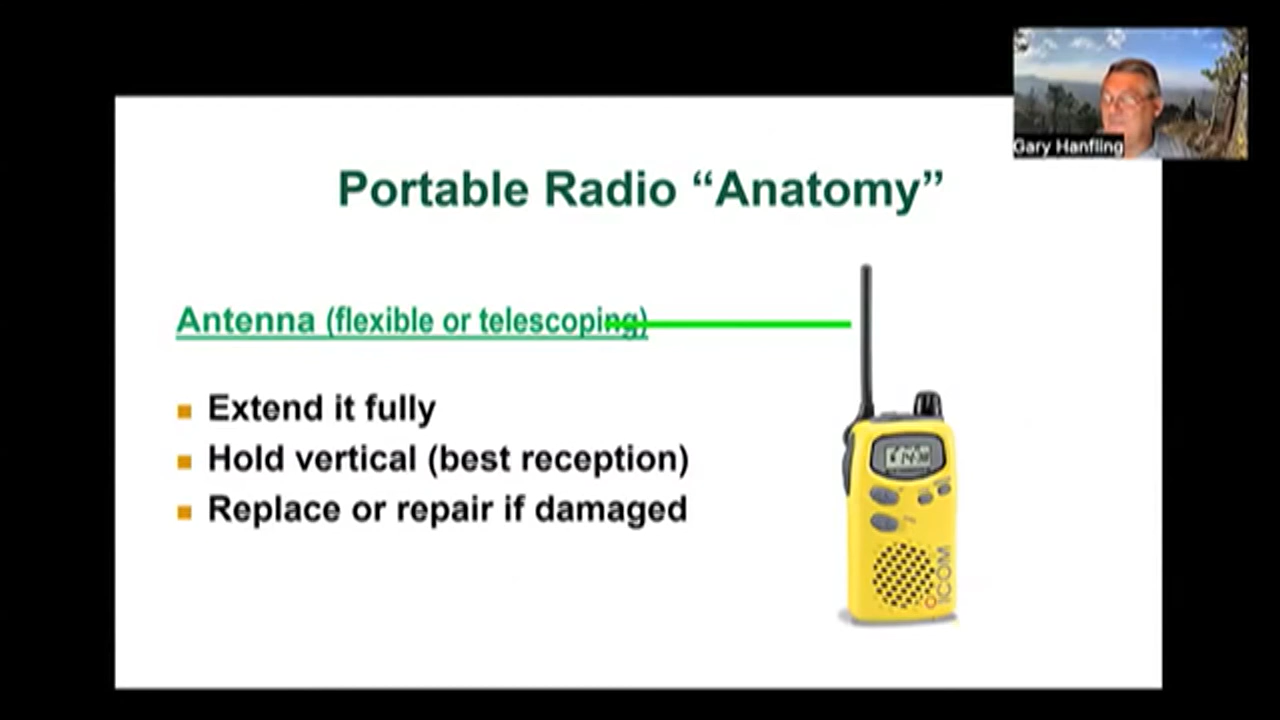 Gary Hanfling
Portable Radio “Anatomy”
Antenna (flexible or telescoping)
Extend it fully
Hold vertical (best reception)
Replace or repair if damaged
ICOM